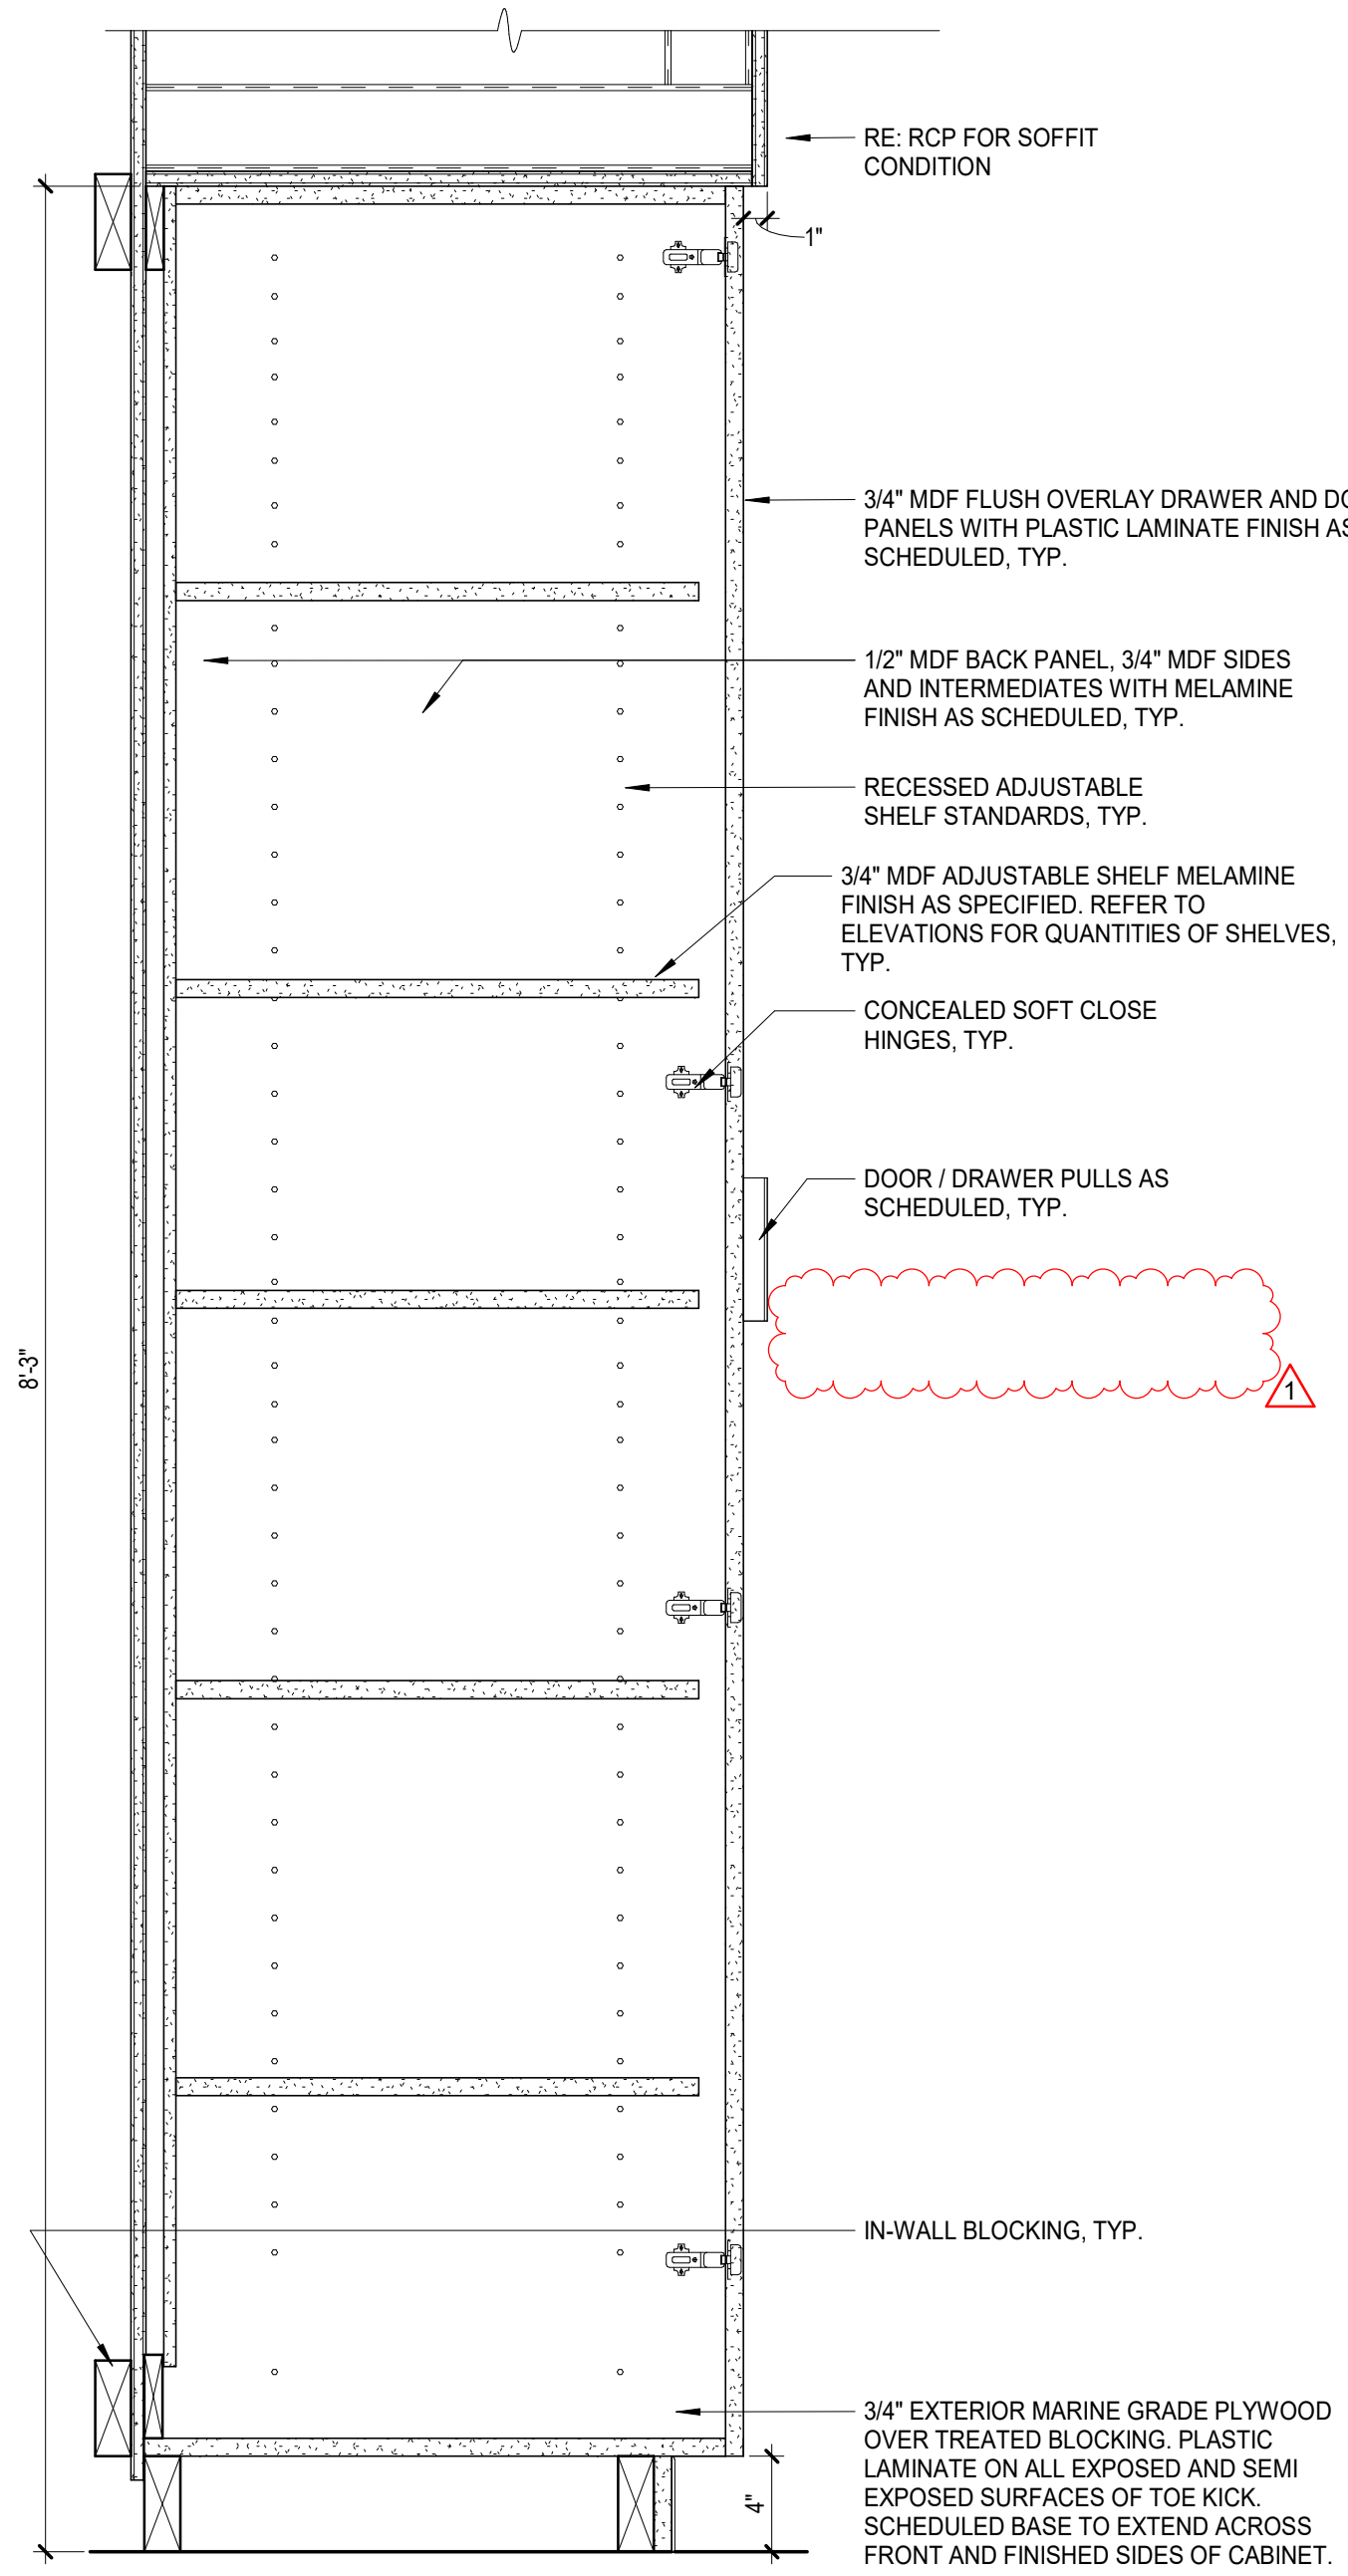 RE: RCP FOR SOFFIT
CONDITION
1"
3/4" MDF FLUSH OVERLAY DRAWER AND
PANELS WITH PLASTIC LAMINATE FINISH AS
SCHEDULED, TYP.
1/2" MDF BACK PANEL, 3/4" MDF SIDES
AND INTERMEDIATES WITH MELAMINE
FINISH AS SCHEDULED, TYP.
RECESSED ADJUSTABLE
SHELF STANDARDS, TYP.
3/4" MDF ADJUSTABLE SHELF MELAMINE
FINISH AS SPECIFIED. REFER TO
ELEVATIONS FOR QUANTITIES OF SHELVES,
TYP.
CONCEALED SOFT CLOSE
HINGES, TYP.
DOOR / DRAWER PULLS AS
SCHEDULED, TYP.
1
8'-3"
IN-WALL BLOCKING, TYP.
3/4" EXTERIOR MARINE GRADE PLYWOOD
OVER TREATED BLOCKING. PLASTIC
LAMINATE ON ALL EXPOSED AND SEMI
EXPOSED SURFACES OF TOE KICK.
SCHEDULED BASE TO EXTEND ACROSS
FRONT AND FINISHED SIDES OF CABINET.
4"